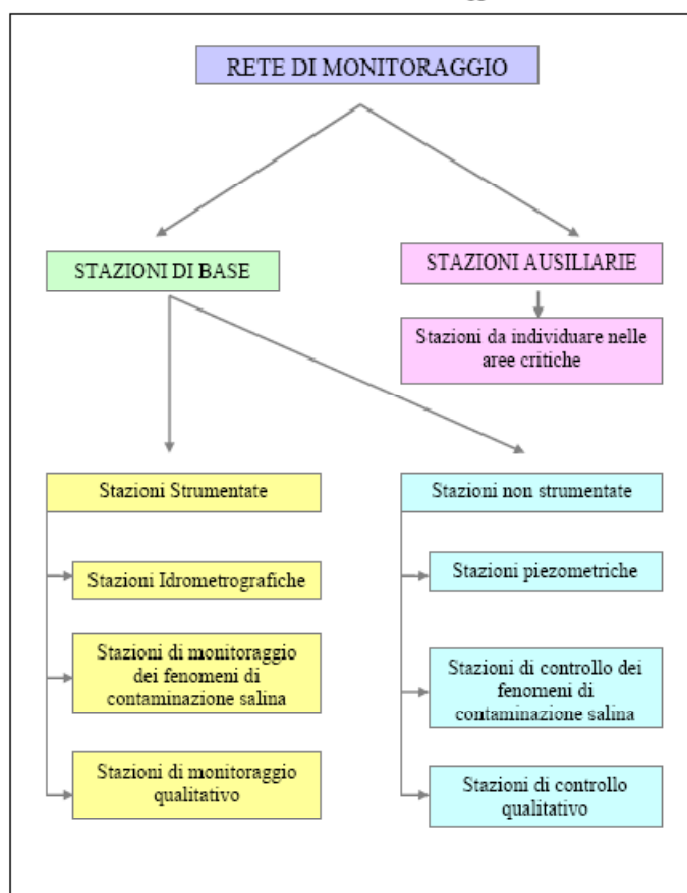 RETE DI MONITORAGGIO
STAZIONI DI BASE
STAZIONI AUSILIARIE
Stazioni da individuare nelle
aree critiche
Stazioni Strumentate
Stazioni non strumentate
Stazioni Idrometrografiche
Stazioni piezometriche
Stazioni di monitoraggio
dei fenomeni di
contaminazione salina
Stazioni di controllo dei
fenomeni di
contaminazione salina
Stazioni di monitoraggio
qualitativo
Stazioni di controllo
qualitativo